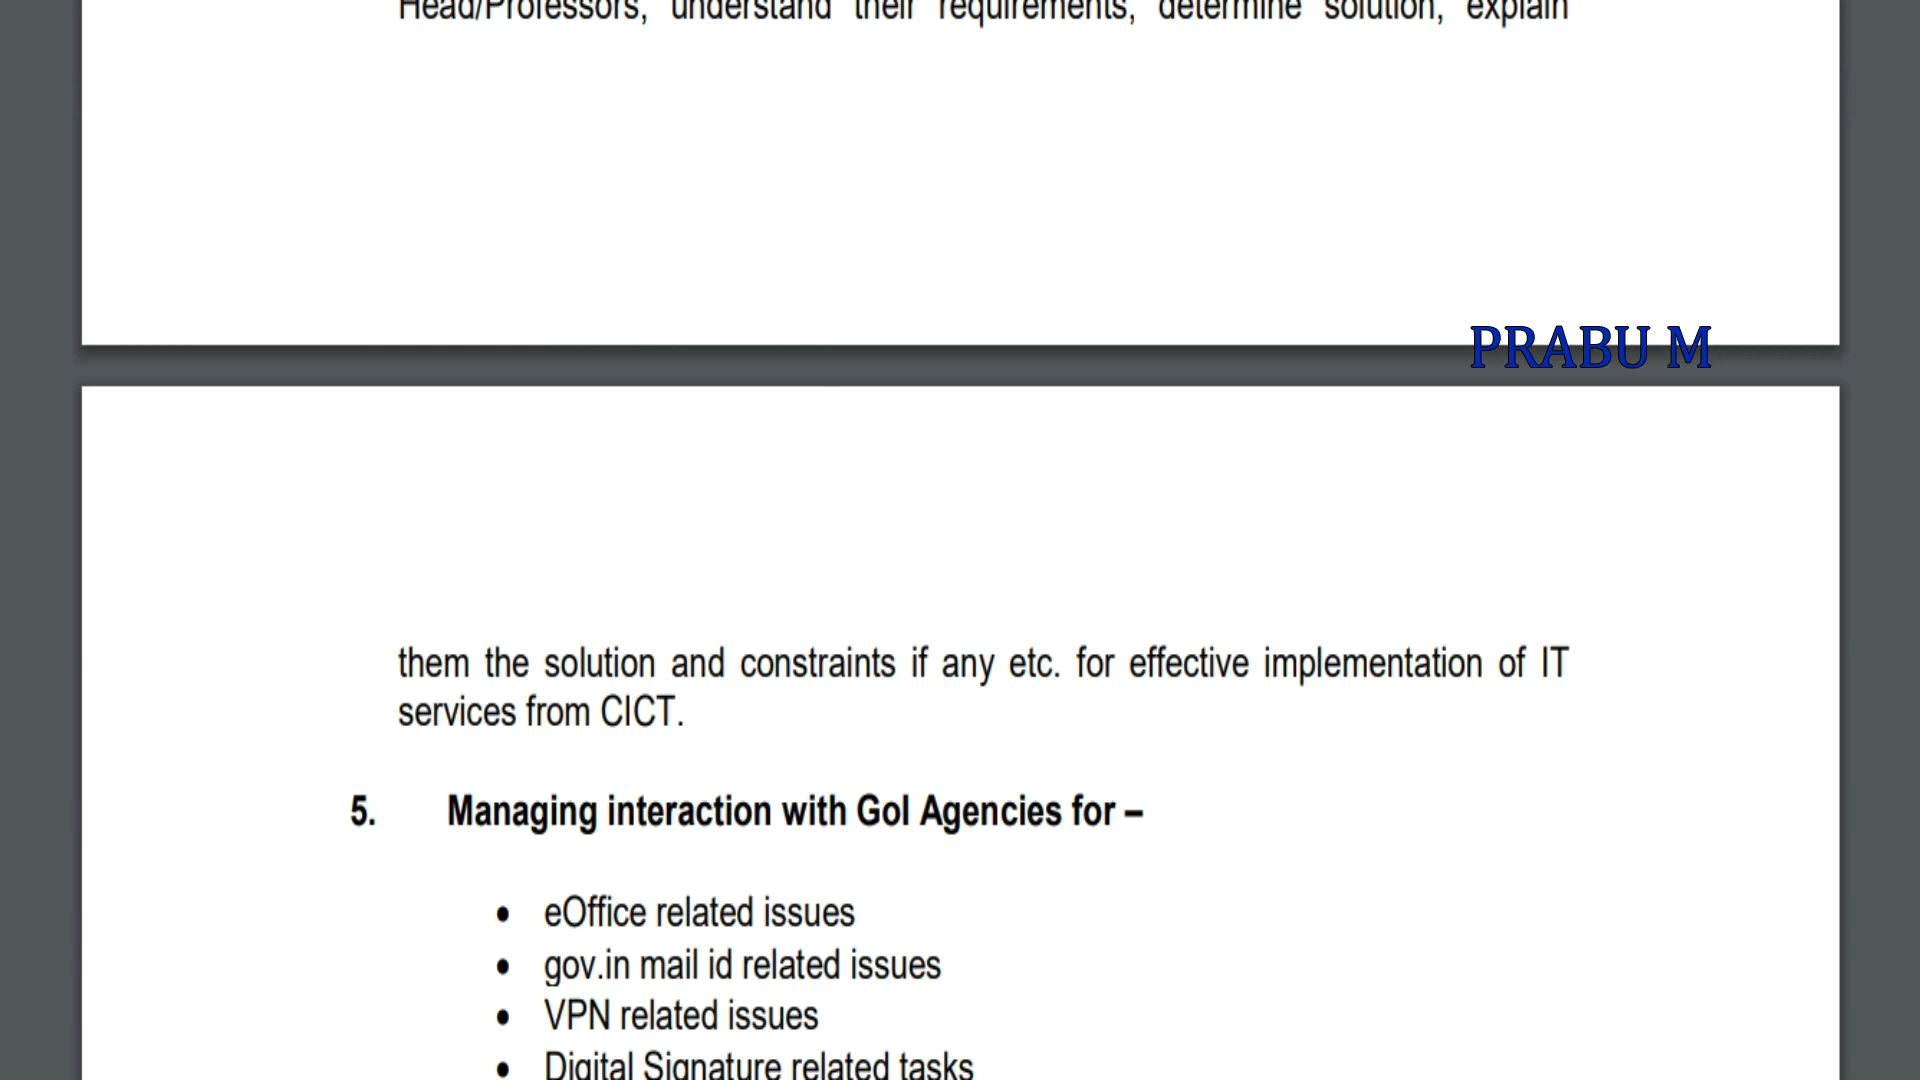 Head/Professors, understand their requirements, determine solution, explain
PRABU M
them the solution and constraints if any etc. for effective implementation of IT
services from CICT.
5. Managing interaction with GoI Agencies for –
• eOffice related issues
• gov.in mail id related issues
• VPN related issues
• Digital Signature related tasks